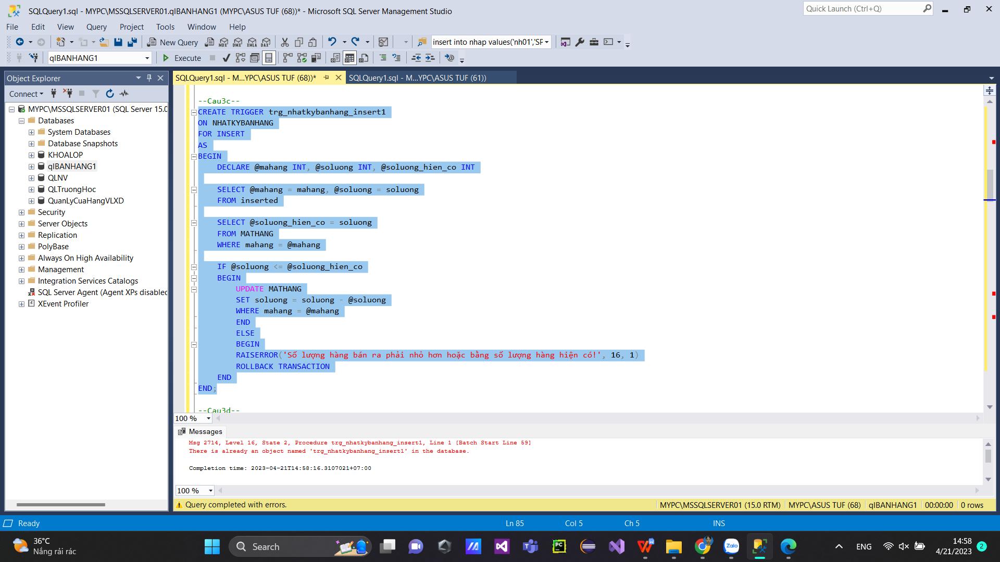 SQLQuery1.sql - MYPC\MSSQLSERVER01.qlBANHANG1 (MYPC\ASUS TUF (68))* - Microsoft SQL Server Management Studio
Quick Launch (Ctrl+Q)
File Edit View Query Project Tools Window Help
New Query
MDX DMX XMLA DAX
insert into nhap values('nh01','SF
qlBANHANG1
Execute
Object Explorer
SQLQuery1.sql - M...YPC\ASUS TUF (68))*
SQLQuery1.sql - M...YPC\ASUS TUF (61))
Connect
MYPC\MSSQLSERVER01 (SQL Server 15.0
Databases
System Databases
Database Snapshots
KHOALOP
qlBANHANG1
QLNV
QLTruongHoc
QuanLyCuaHangVLXD
Security
Server Objects
Replication
PolyBase
Always On High Availability
Management
Integration Services Catalogs
SQL Server Agent (Agent XPs disabled
XEvent Profiler
--Cau3c--
CREATE TRIGGER trg_nhatkybanhang_insert1
ON NHATKYBANHANG
FOR INSERT
AS
BEGIN
DECLARE @mahang INT, @soluong INT, @soluong_hien_co INT
SELECT @mahang = mahang, @soluong = soluong
FROM inserted
SELECT @soluong_hien_co = soluong
FROM MATHANG
WHERE mahang = @mahang
IF @soluong <= @soluong_hien_co
BEGIN
UPDATE MATHANG
SET soluong = soluong - @soluong
WHERE mahang = @mahang
END
ELSE
BEGIN
RAISERROR('Số lượng hàng bán ra phải nhỏ hơn hoặc bằng số lượng hàng hiện có!', 16, 1)
ROLLBACK TRANSACTION
END
END;
--Cau3d--
100 %
Messages
Msg 2714, Level 16, State 2, Procedure trg_nhatkybanhang_insert1, Line 1 [Batch Start Line 59]
There is already an object named 'trg_nhatkybanhang_insert1' in the database.
Completion time: 2023-04-21T14:58:16.3107021+07:00
100 %
Query completed with errors.
MYPC\MSSQLSERVER01 (15.0 RTM) MYPC\ASUS TUF (68) qlBANHANG1 00:00:00 0 rows
Ready
Ln 85 Col 5 Ch 5 INS
36°C
Nắng rải rác
Search
PC
Zalo
ENG
14:58
4/21/2023
2